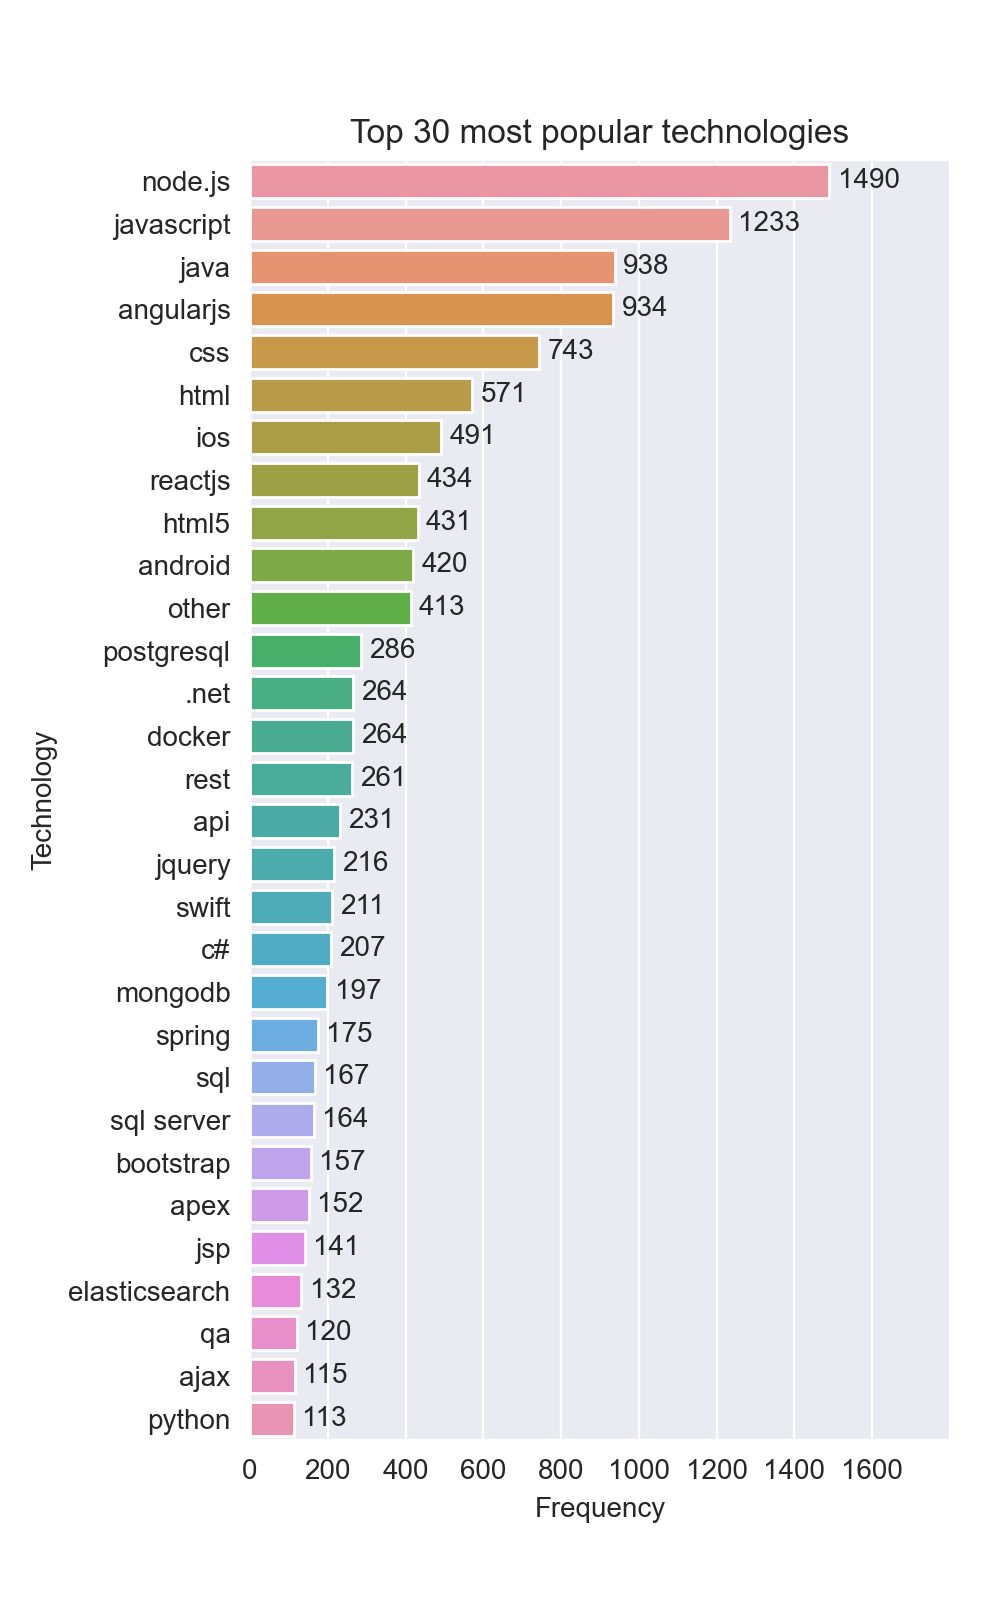 Top 30 most popular technologies
node.js 1490
javascript 1233
java 938
angularjs 934
css 743
html 571
ios 491
reactjs 434
html5 431
android 420
other 413
postgresql 286
.net 264
docker 264
rest 261
api 231
jquery 216
swift 211
c# 207
mongodb 197
spring 175
sql 167
sql server 164
bootstrap 157
apex 152
jsp 141
elasticsearch 132
qa 120
ajax 115
python 113
Technology
0 200 400 600 800 1000 1200 1400 1600
Frequency